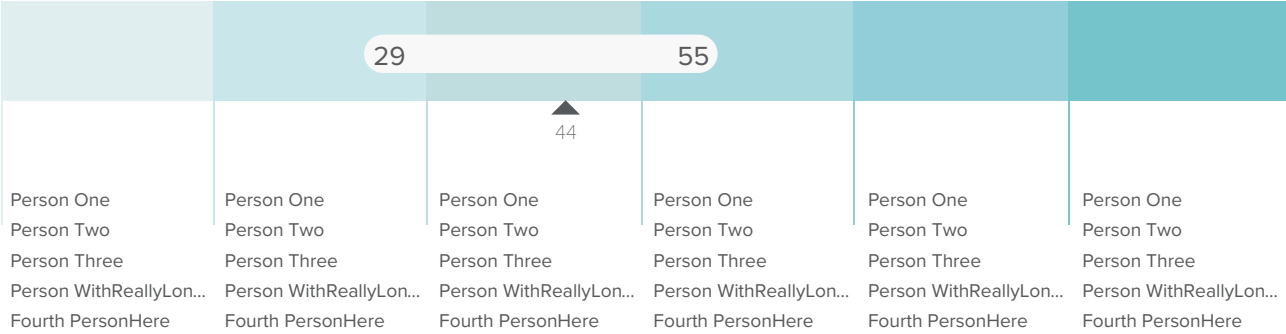 29 55
44
Person One Person One Person One Person One Person One Person One
Person Two Person Two Person Two Person Two Person Two Person Two
Person Three Person Three Person Three Person Three Person Three Person Three
Person WithReallyLon... Person WithReallyLon... Person WithReallyLon... Person WithReallyLon... Person WithReallyLon... Person WithReallyLon...
Fourth PersonHere Fourth PersonHere Fourth PersonHere Fourth PersonHere Fourth PersonHere Fourth PersonHere